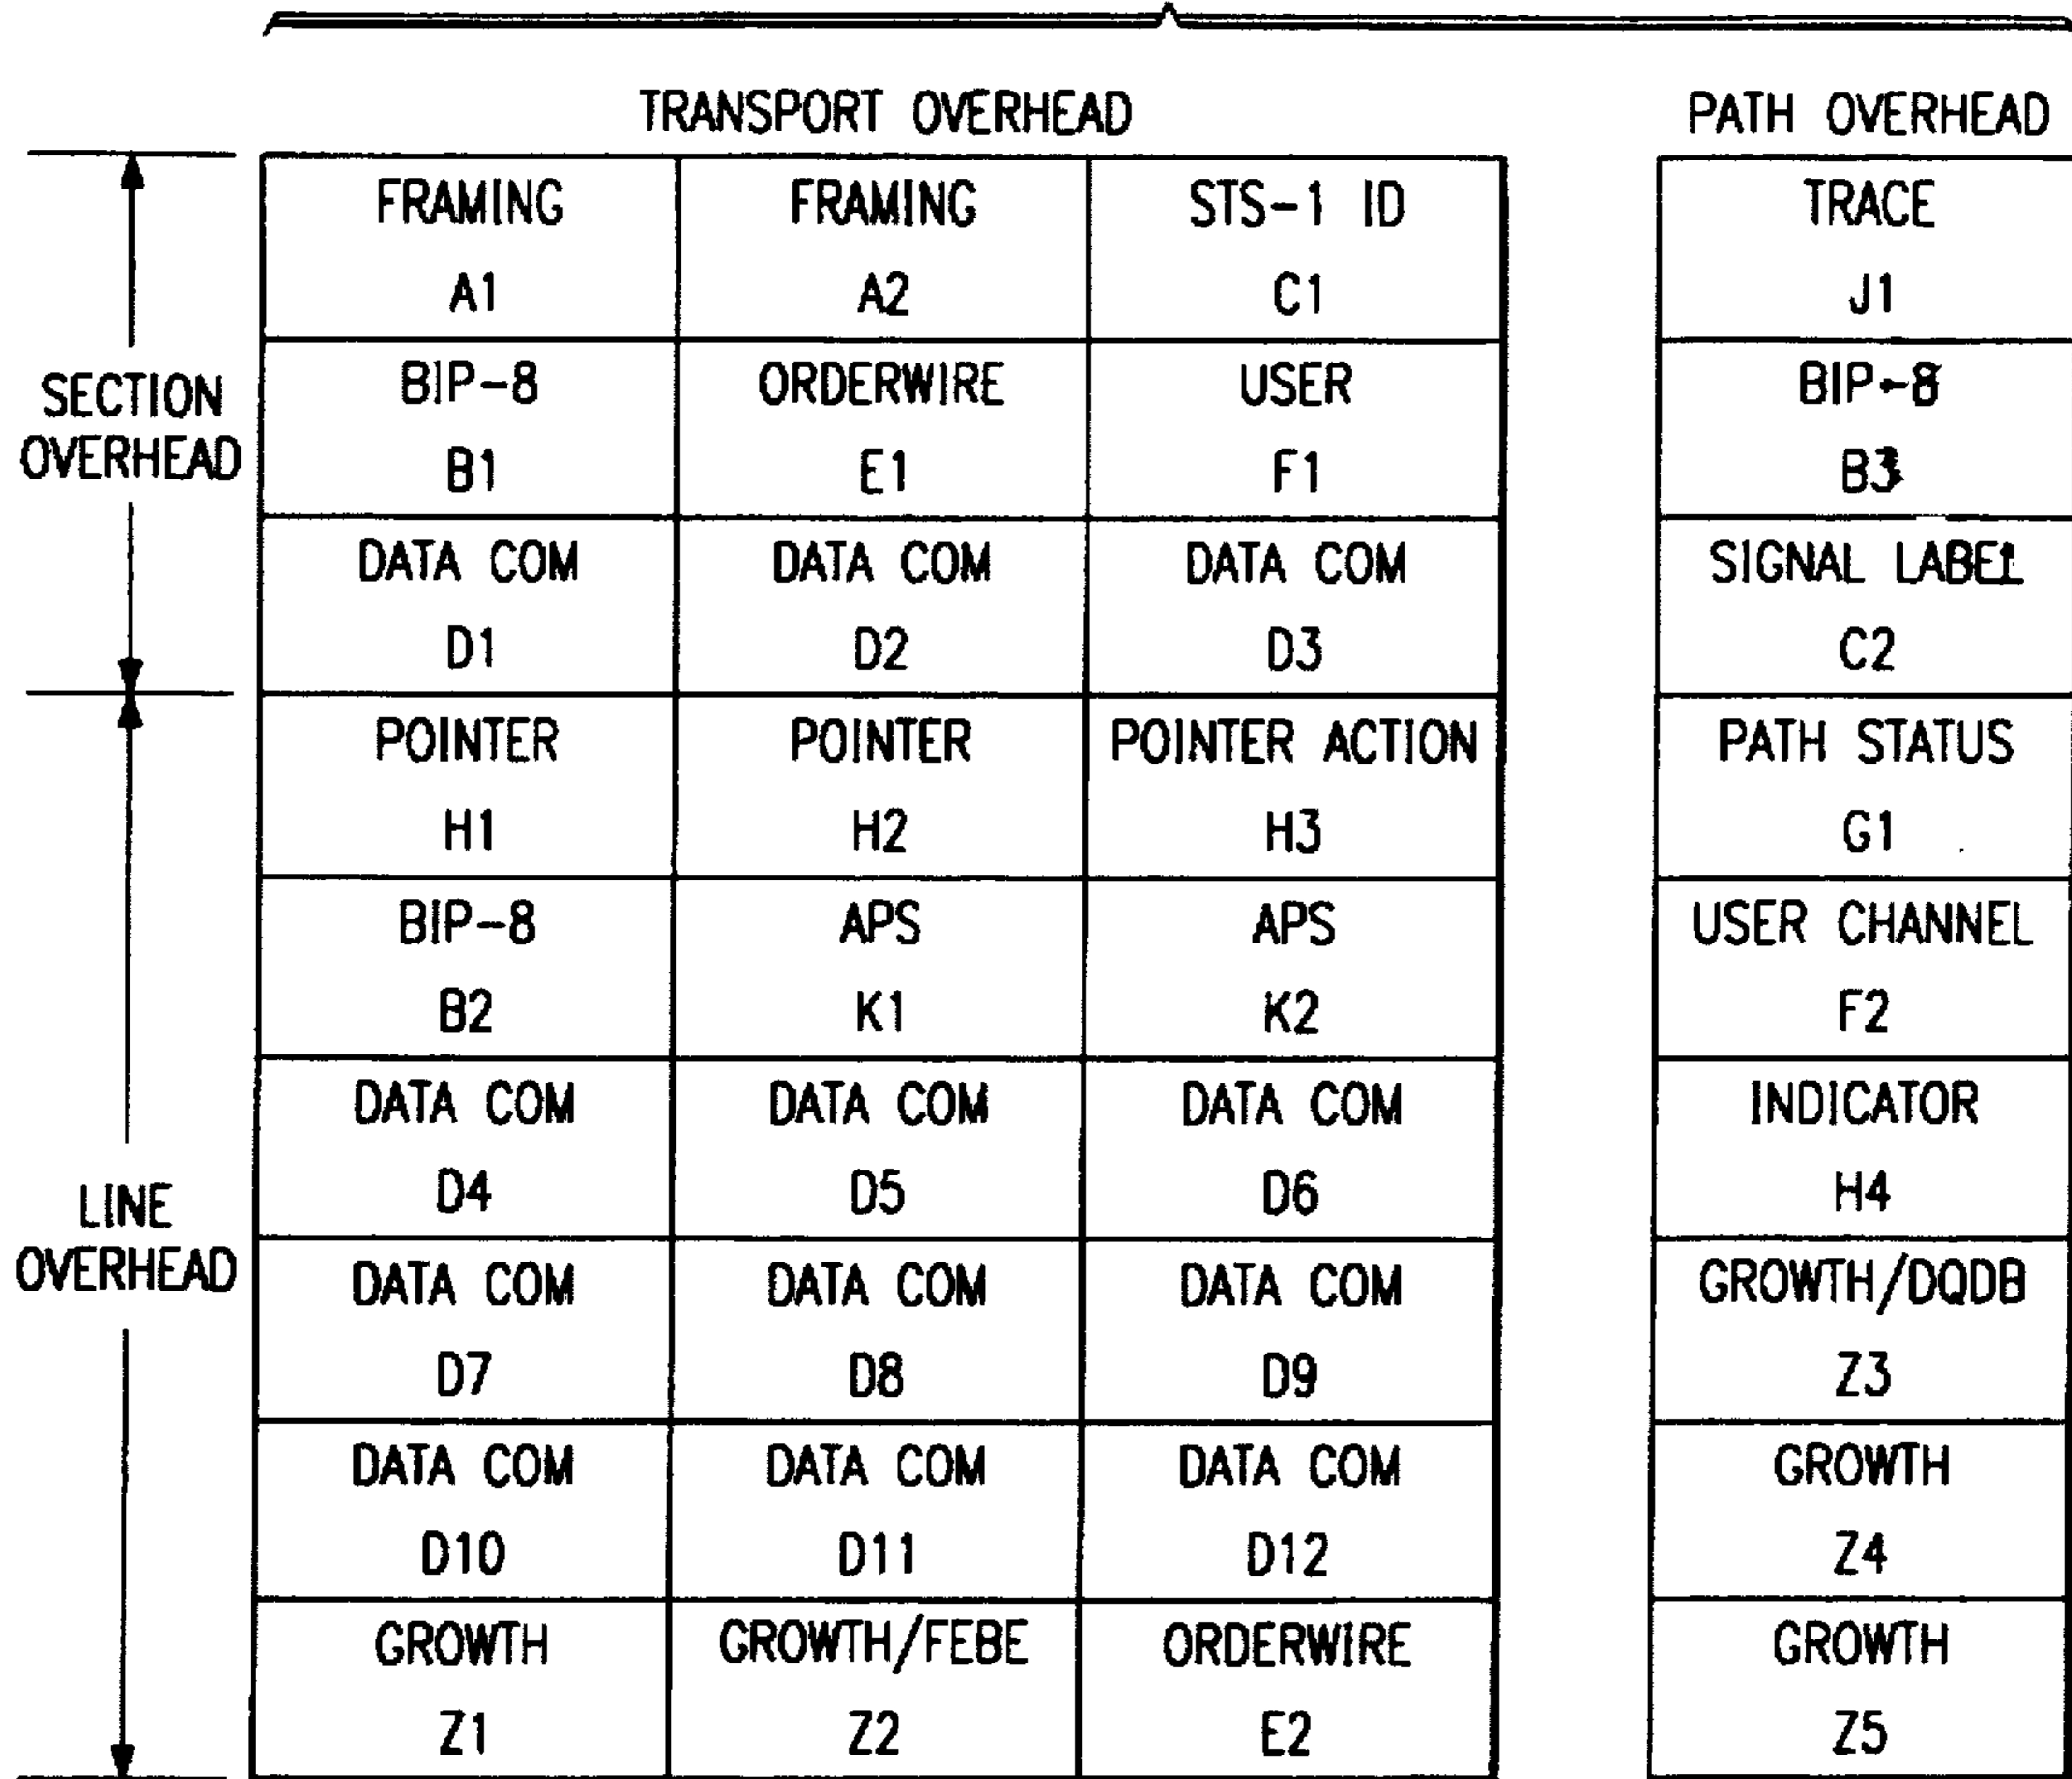 TRANSPORT OVERHEAD PATH OVERHEAD
FRAMING FRAMING STS-1 ID TRACE
A1 A2 C1 J1
SECTION OVERHEAD
BIP-8 ORDERWIRE USER BIP-8
B1 E1 F1 B3
DATA COM DATA COM DATA COM SIGNAL LABEL
D1 D2 D3 C2
POINTER POINTER POINTER ACTION PATH STATUS
H1 H2 H3 G1
BIP-8 APS APS USER CHANNEL
B2 K1 K2 F2
DATA COM DATA COM DATA COM INDICATOR
D4 D5 D6 H4
LINE OVERHEAD
DATA COM DATA COM DATA COM GROWTH/DQDB
D7 D8 D9 Z3
DATA COM DATA COM DATA COM GROWTH
D10 D11 D12 Z4
GROWTH GROWTH/FEBE ORDERWIRE GROWTH
Z1 Z2 E2 Z5